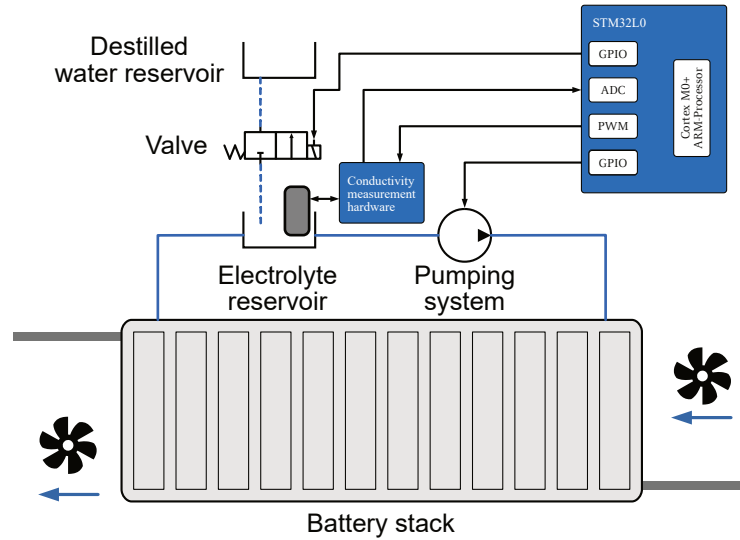 Destilled
water reservoir
Valve
STM32L0
GPIO
ADC
PWM
GPIO
Cortex M0+
ARM-Processor
Conductivity
measurement
hardware
Electrolyte
reservoir
Pumping
system
Battery stack